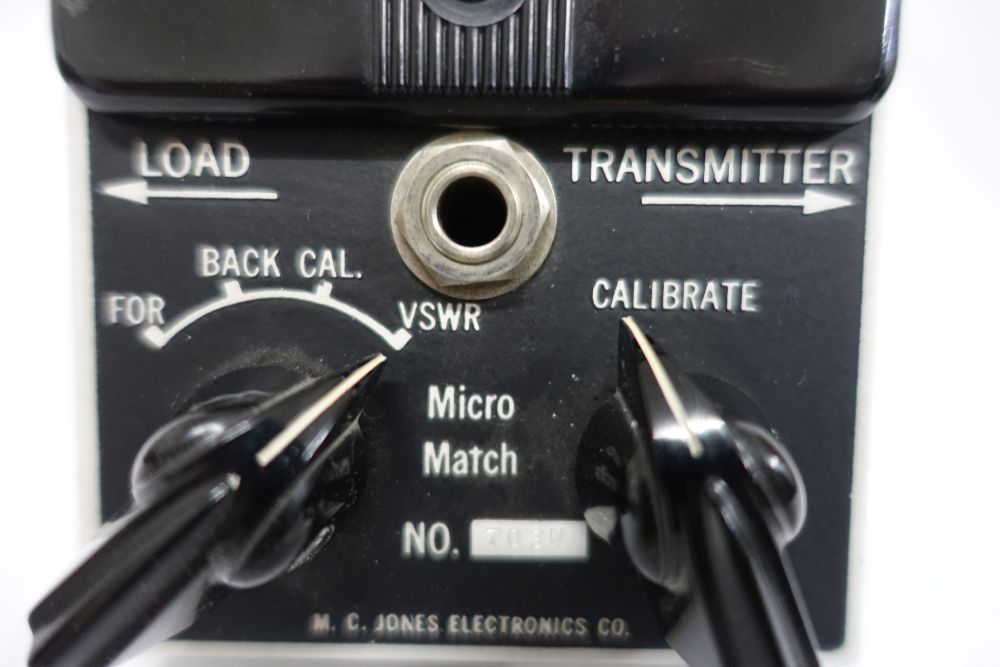 LOAD
TRANSMITTER
BACK CAL.
FOR
VSWR
CALIBRATE
Micro
Match
NO.
M. C. JONES ELECTRONICS CO.